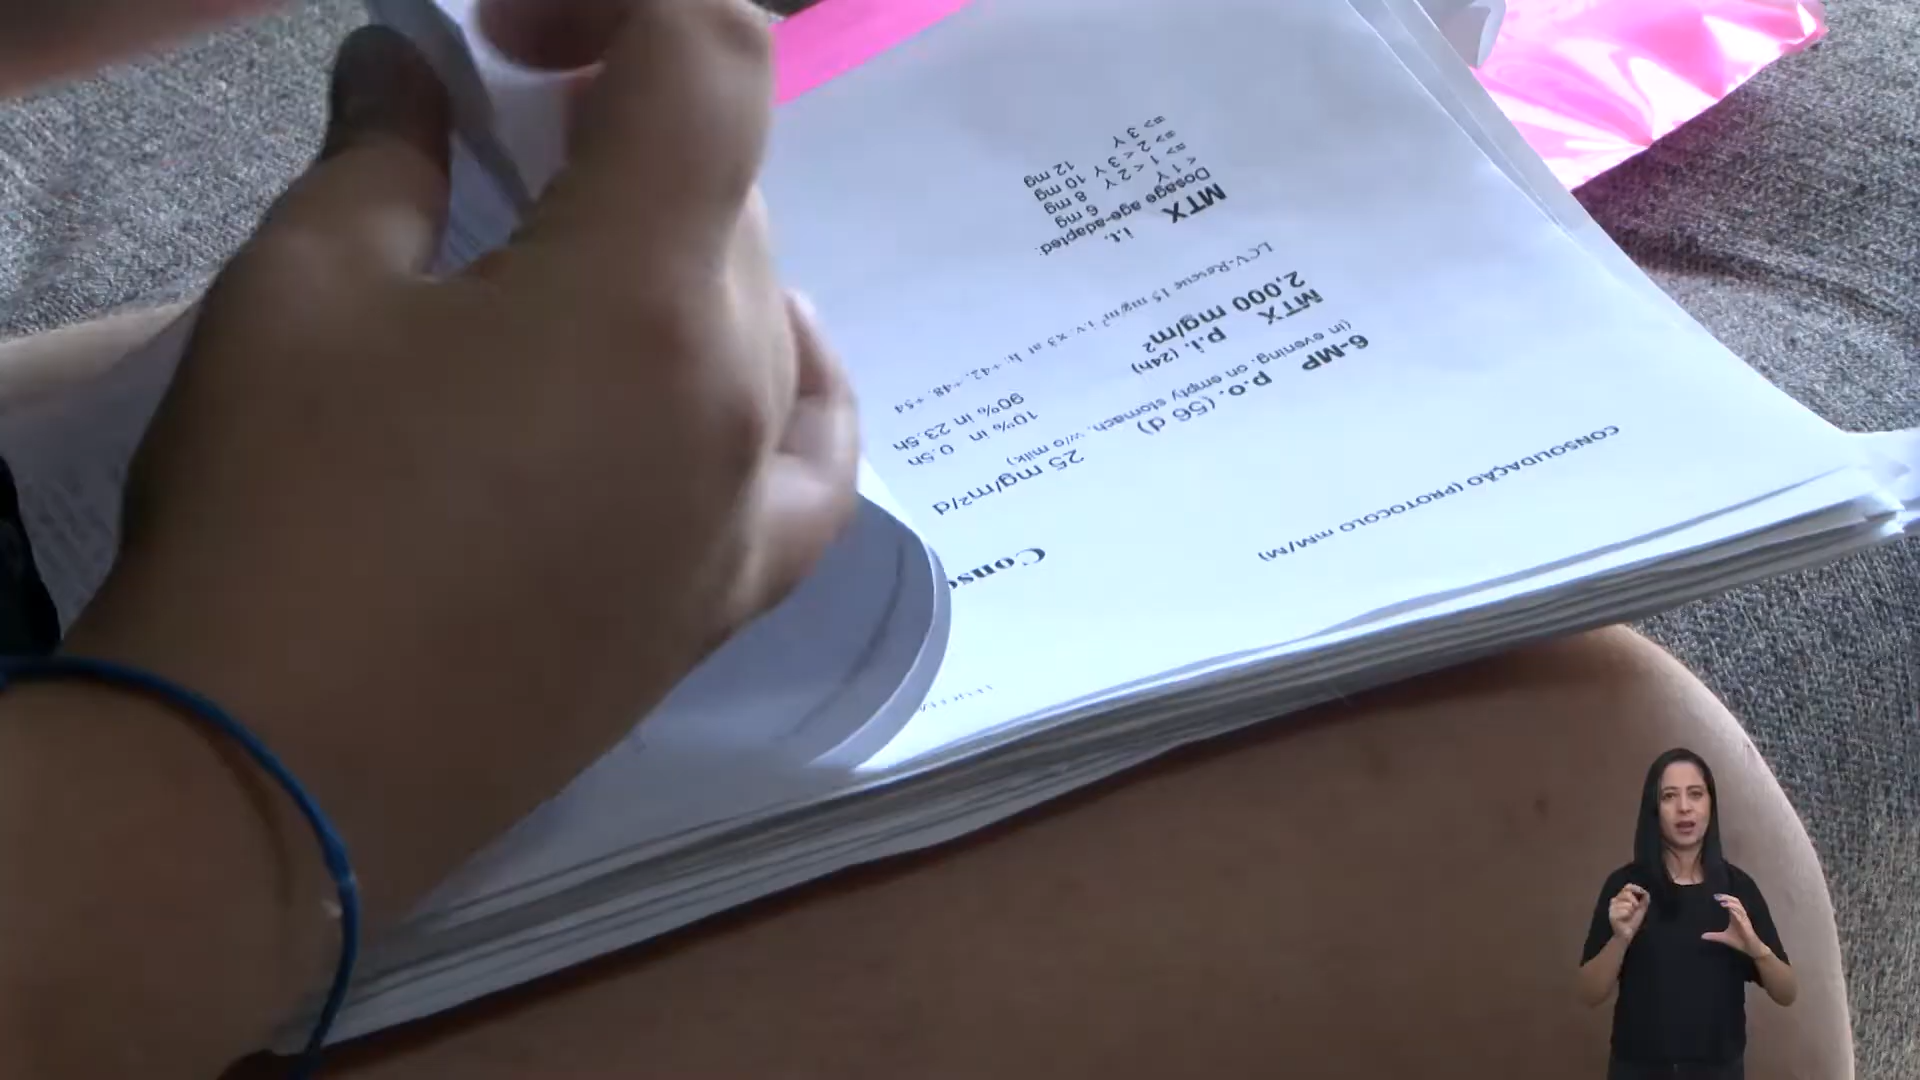 CONSOLIDAÇÃO (PROTOCOLO mM/M)
Conso
6-MP p.o. (56 d) 25 mg/m²/d
(in evening, on empty stomach, w/o milk)
MTX p.i. (24h) 10% in 0.5h
2,000 mg/m² 90% in 23.5h
LCV-Rescue 15 mg/m² i.v. x3 at h: +42, +48, +54
MTX i.t.
Dosage age-adapted:
< 1 Y 6 mg
=> 1 < 2 Y 8 mg
=> 2 < 3 Y 10 mg
=> 3 Y 12 mg